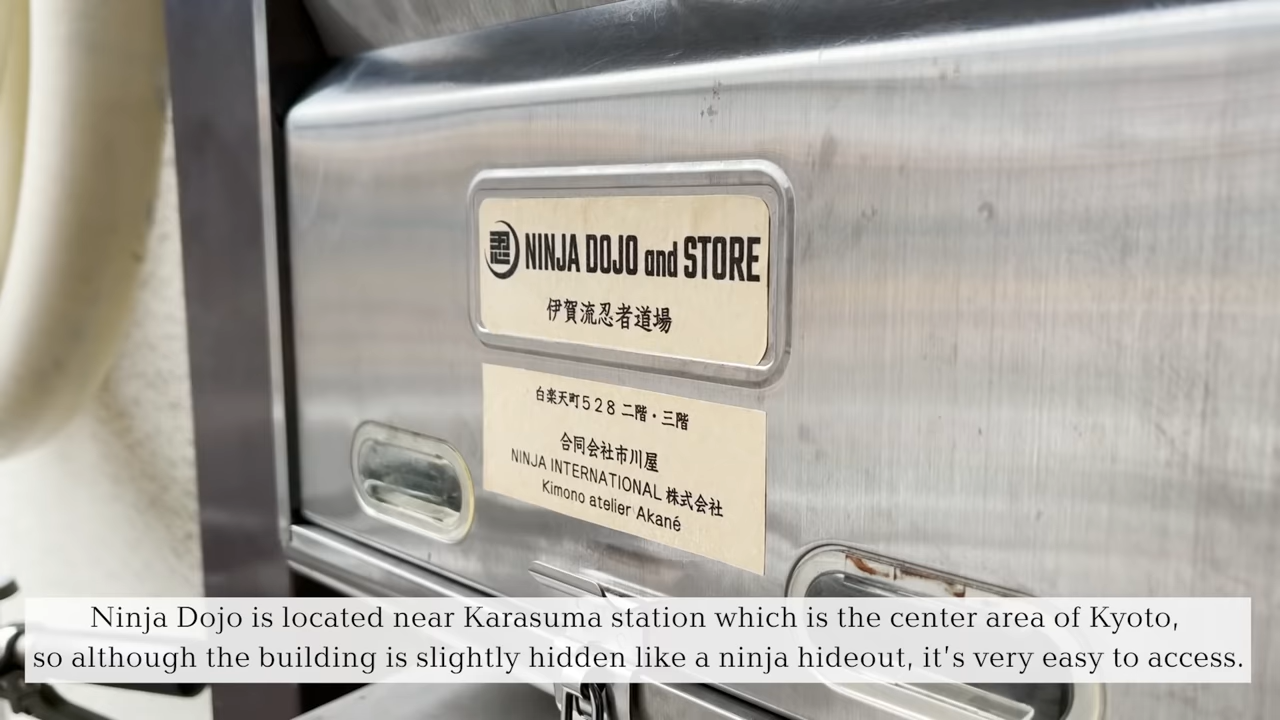 忍 NINJA DOJO and STORE
伊賀流忍者道場
白楽天町528 二階・三階
合同会社市川屋
NINJA INTERNATIONAL 株式会社
Kimono atelier Akané
Ninja Dojo is located near Karasuma station which is the center area of Kyoto,
so although the building is slightly hidden like a ninja hideout, it's very easy to access.